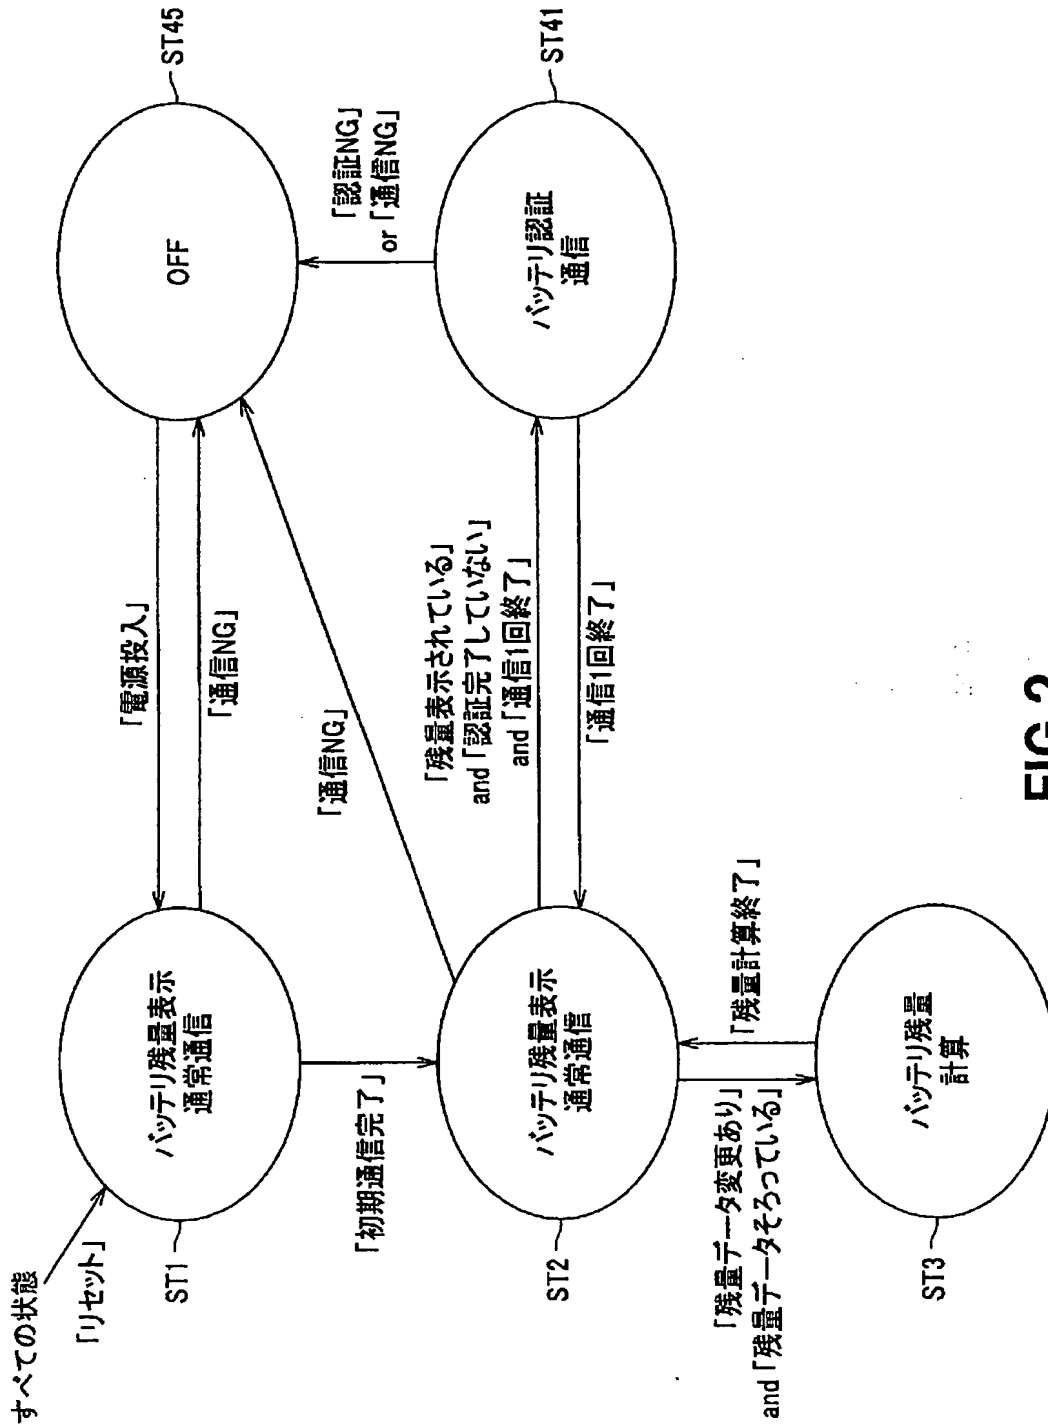 すべての状態
「リセット」
ST1
バッテリ残量表示
通常通信
「電源投入」
「通信NG」
OFF
ST45
「初期通信完了」
「通信NG」
「認証NG」
or「通信NG」
ST2
バッテリ残量表示
通常通信
「残量表示されている」
and「認証完了していない」
and「通信1回終了」
「通信1回終了」
バッテリ認証
通信
ST41
「残量データ変更あり」
and「残量データそろっている」
「残量計算終了」
ST3
バッテリ残量
計算